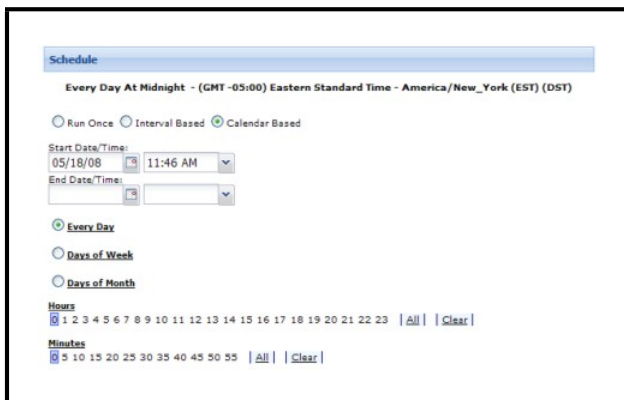 Schedule
Every Day At Midnight - (GMT -05:00) Eastern Standard Time - America/New_York (EST) (DST)
Run Once Interval Based Calendar Based
Start Date/Time:
05/18/08 11:46 AM
End Date/Time:
Every Day
Days of Week
Days of Month
Hours
0 1 2 3 4 5 6 7 8 9 10 11 12 13 14 15 16 17 18 19 20 21 22 23 | All | | Clear |
Minutes
0 5 10 15 20 25 30 35 40 45 50 55 | All | | Clear |